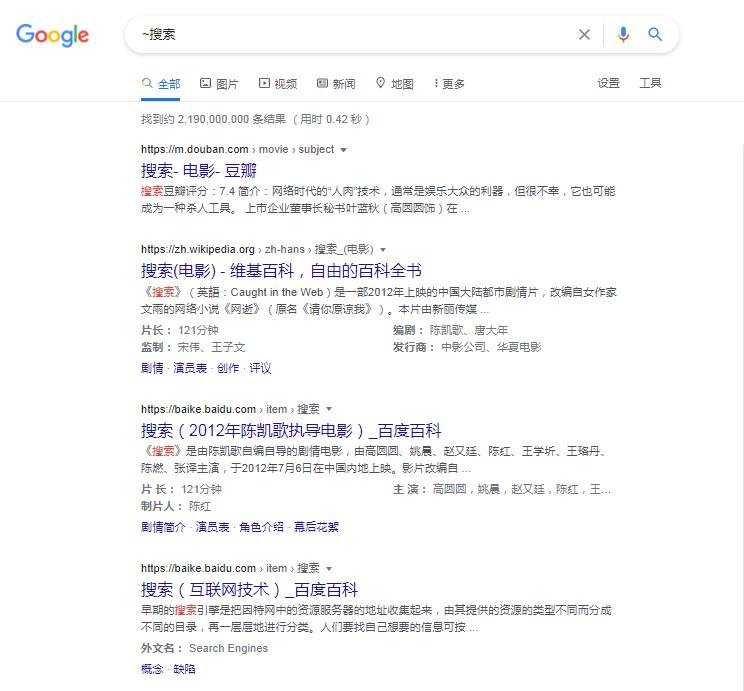 Google
~搜索
全部 图片 视频 新闻 地图 更多 设置 工具
找到约 2,190,000,000 条结果 （用时 0.42 秒）
https://m.douban.com › movie › subject
搜索- 电影- 豆瓣
搜索豆瓣评分：7.4 简介：网络时代的“人肉”技术，通常是娱乐大众的利器，但很不幸，它也可能
成为一种杀人工具。 上市企业董事长秘书叶蓝秋（高圆圆饰）在 ...
https://zh.wikipedia.org › zh-hans › 搜索_(电影)
搜索(电影) - 维基百科，自由的百科全书
《搜索》（英語：Caught in the Web）是一部2012年上映的中国大陆都市剧情片，改编自女作家
文雨的网络小说《网逝》（原名《请你原谅我》）。本片由新丽传媒 ...
片长： 121分钟 编剧： 陈凯歌、唐大年
监制： 宋伟、王子文 发行商： 中影公司、华夏电影
剧情 · 演员表 · 创作 · 评议
https://baike.baidu.com › item › 搜索
搜索（2012年陈凯歌执导电影）_百度百科
《搜索》是由陈凯歌自编自导的剧情电影，由高圆圆、姚晨、赵又廷、陈红、王学圻、王珞丹、
陈燃、张译主演，于2012年7月6日在中国内地上映。影片改编自 ...
片 长： 121分钟 主 演： 高圆圆，姚晨，赵又廷，陈红，王...
制片人： 陈红
剧情简介 · 演员表 · 角色介绍 · 幕后花絮
https://baike.baidu.com › item › 搜索
搜索（互联网技术）_百度百科
早期的搜索引擎是把因特网中的资源服务器的地址收集起来，由其提供的资源的类型不同而分成
不同的目录，再一层层地进行分类。人们要找自己想要的信息可按 ...
外文名： Search Engines
概念 · 缺陷